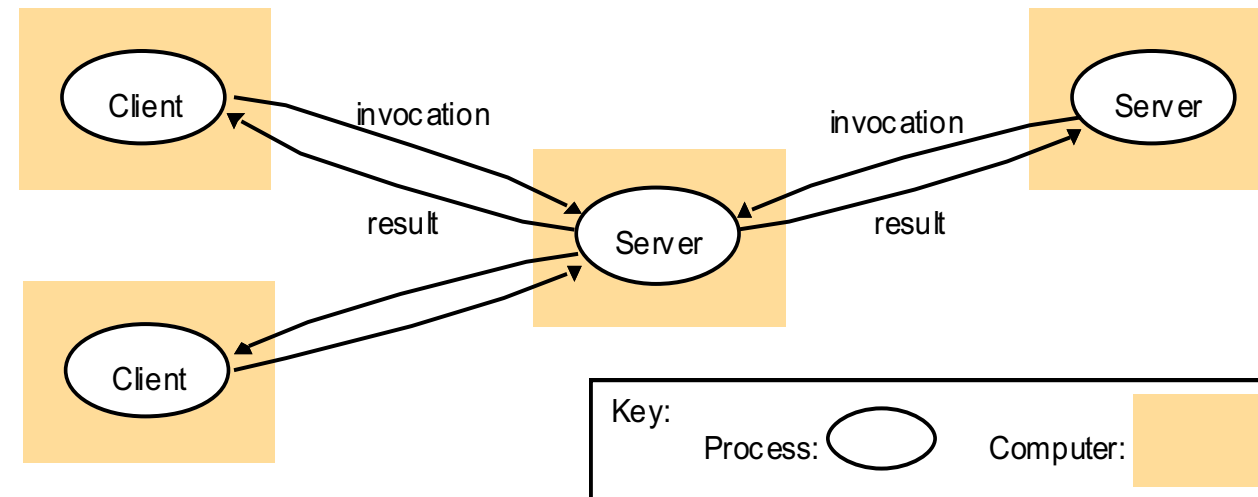 Client
invocation
result
Server
invocation
result
Server
Client
Key:
Process:
Computer: